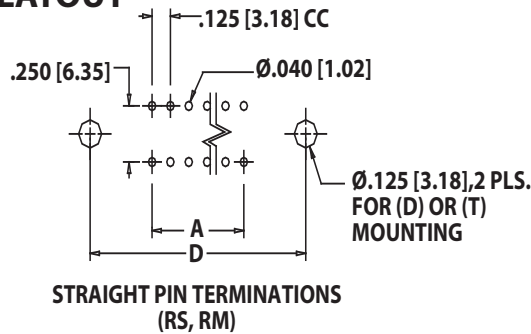 LAYOUT
.125 [3.18] CC
.250 [6.35]
Ø.040 [1.02]
Ø.125 [3.18],2 PLS.
FOR (D) OR (T)
MOUNTING
A
D
STRAIGHT PIN TERMINATIONS
(RS, RM)